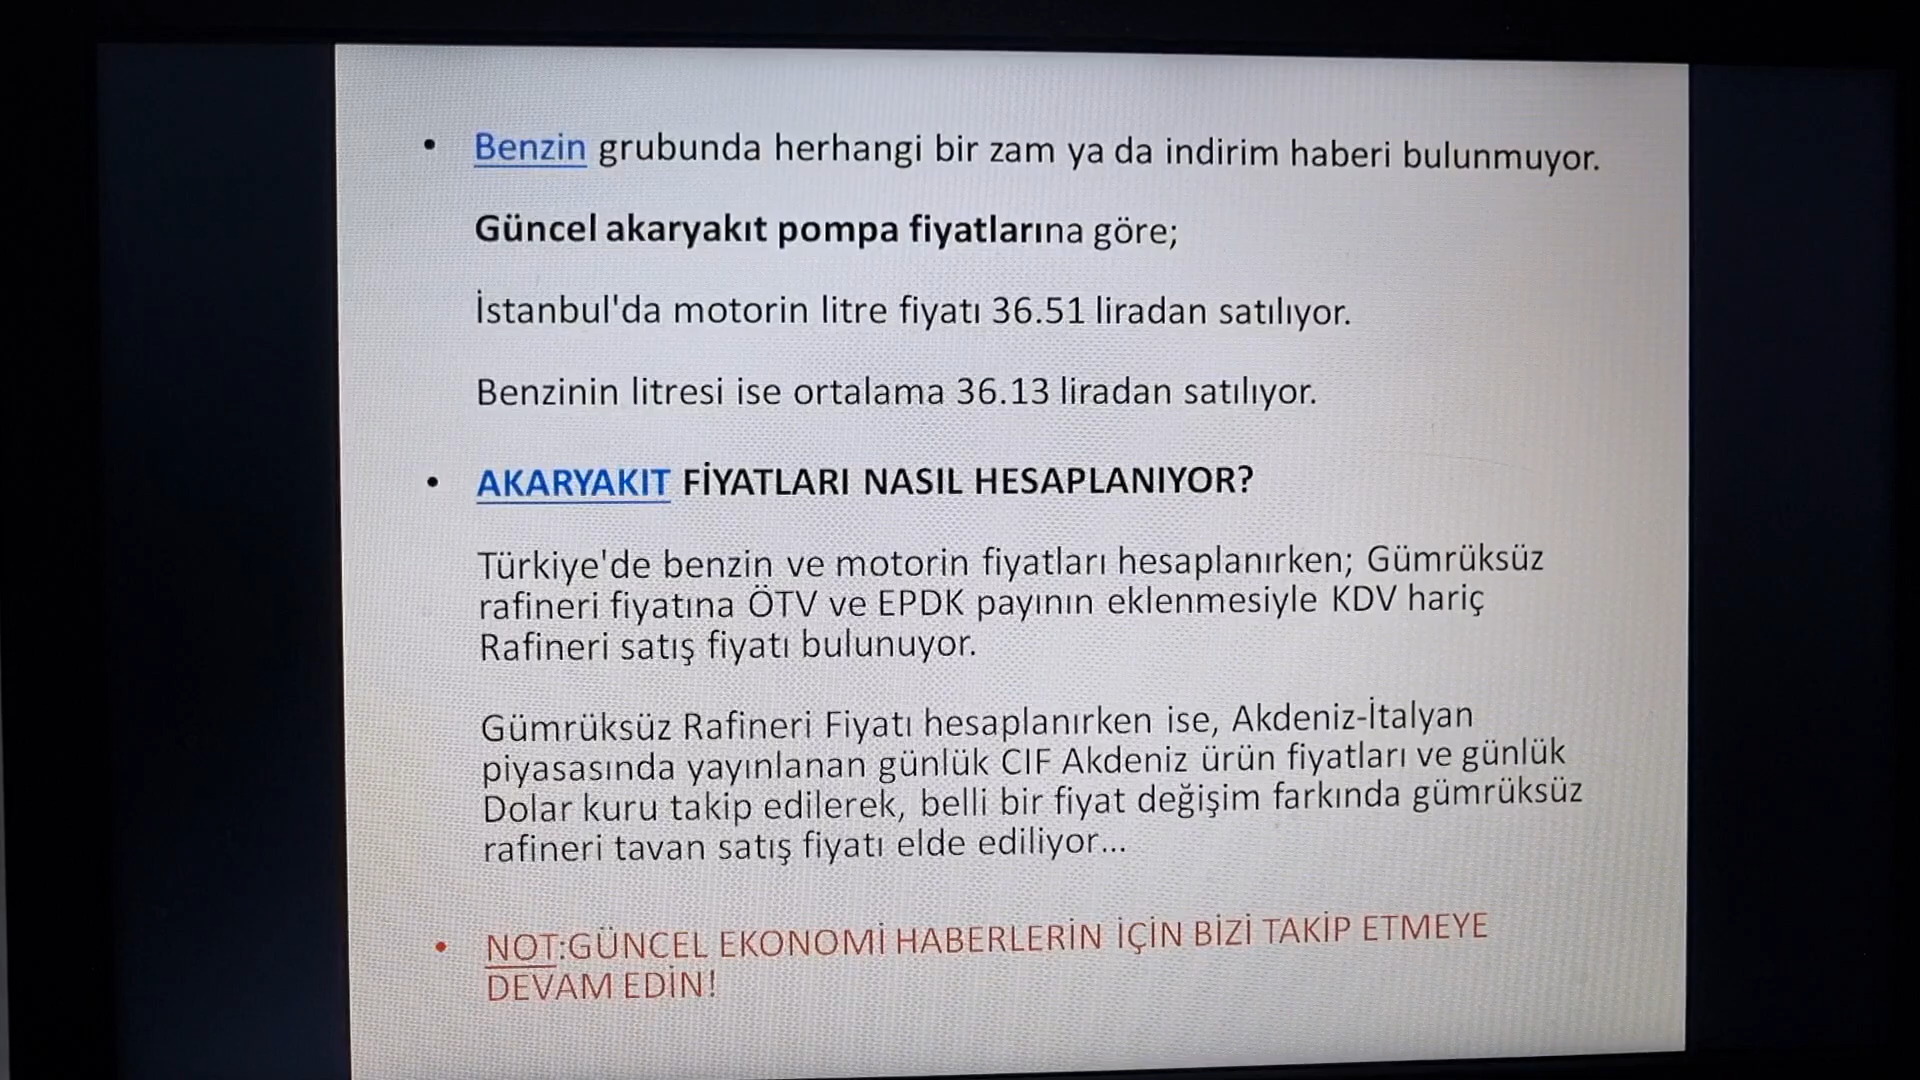 • Benzin grubunda herhangi bir zam ya da indirim haberi bulunmuyor.
Güncel akaryakıt pompa fiyatlarına göre;
İstanbul'da motorin litre fiyatı 36.51 liradan satılıyor.
Benzinin litresi ise ortalama 36.13 liradan satılıyor.
• AKARYAKIT FİYATLARI NASIL HESAPLANIYOR?
Türkiye'de benzin ve motorin fiyatları hesaplanırken; Gümrüksüz
rafineri fiyatına ÖTV ve EPDK payının eklenmesiyle KDV hariç
Rafineri satış fiyatı bulunuyor.
Gümrüksüz Rafineri Fiyatı hesaplanırken ise, Akdeniz-İtalyan
piyasasında yayınlanan günlük CIF Akdeniz ürün fiyatları ve günlük
Dolar kuru takip edilerek, belli bir fiyat değişim farkında gümrüksüz
rafineri tavan satış fiyatı elde ediliyor...
• NOT:GÜNCEL EKONOMİ HABERLERİN İÇİN BİZİ TAKİP ETMEYE
DEVAM EDİN!